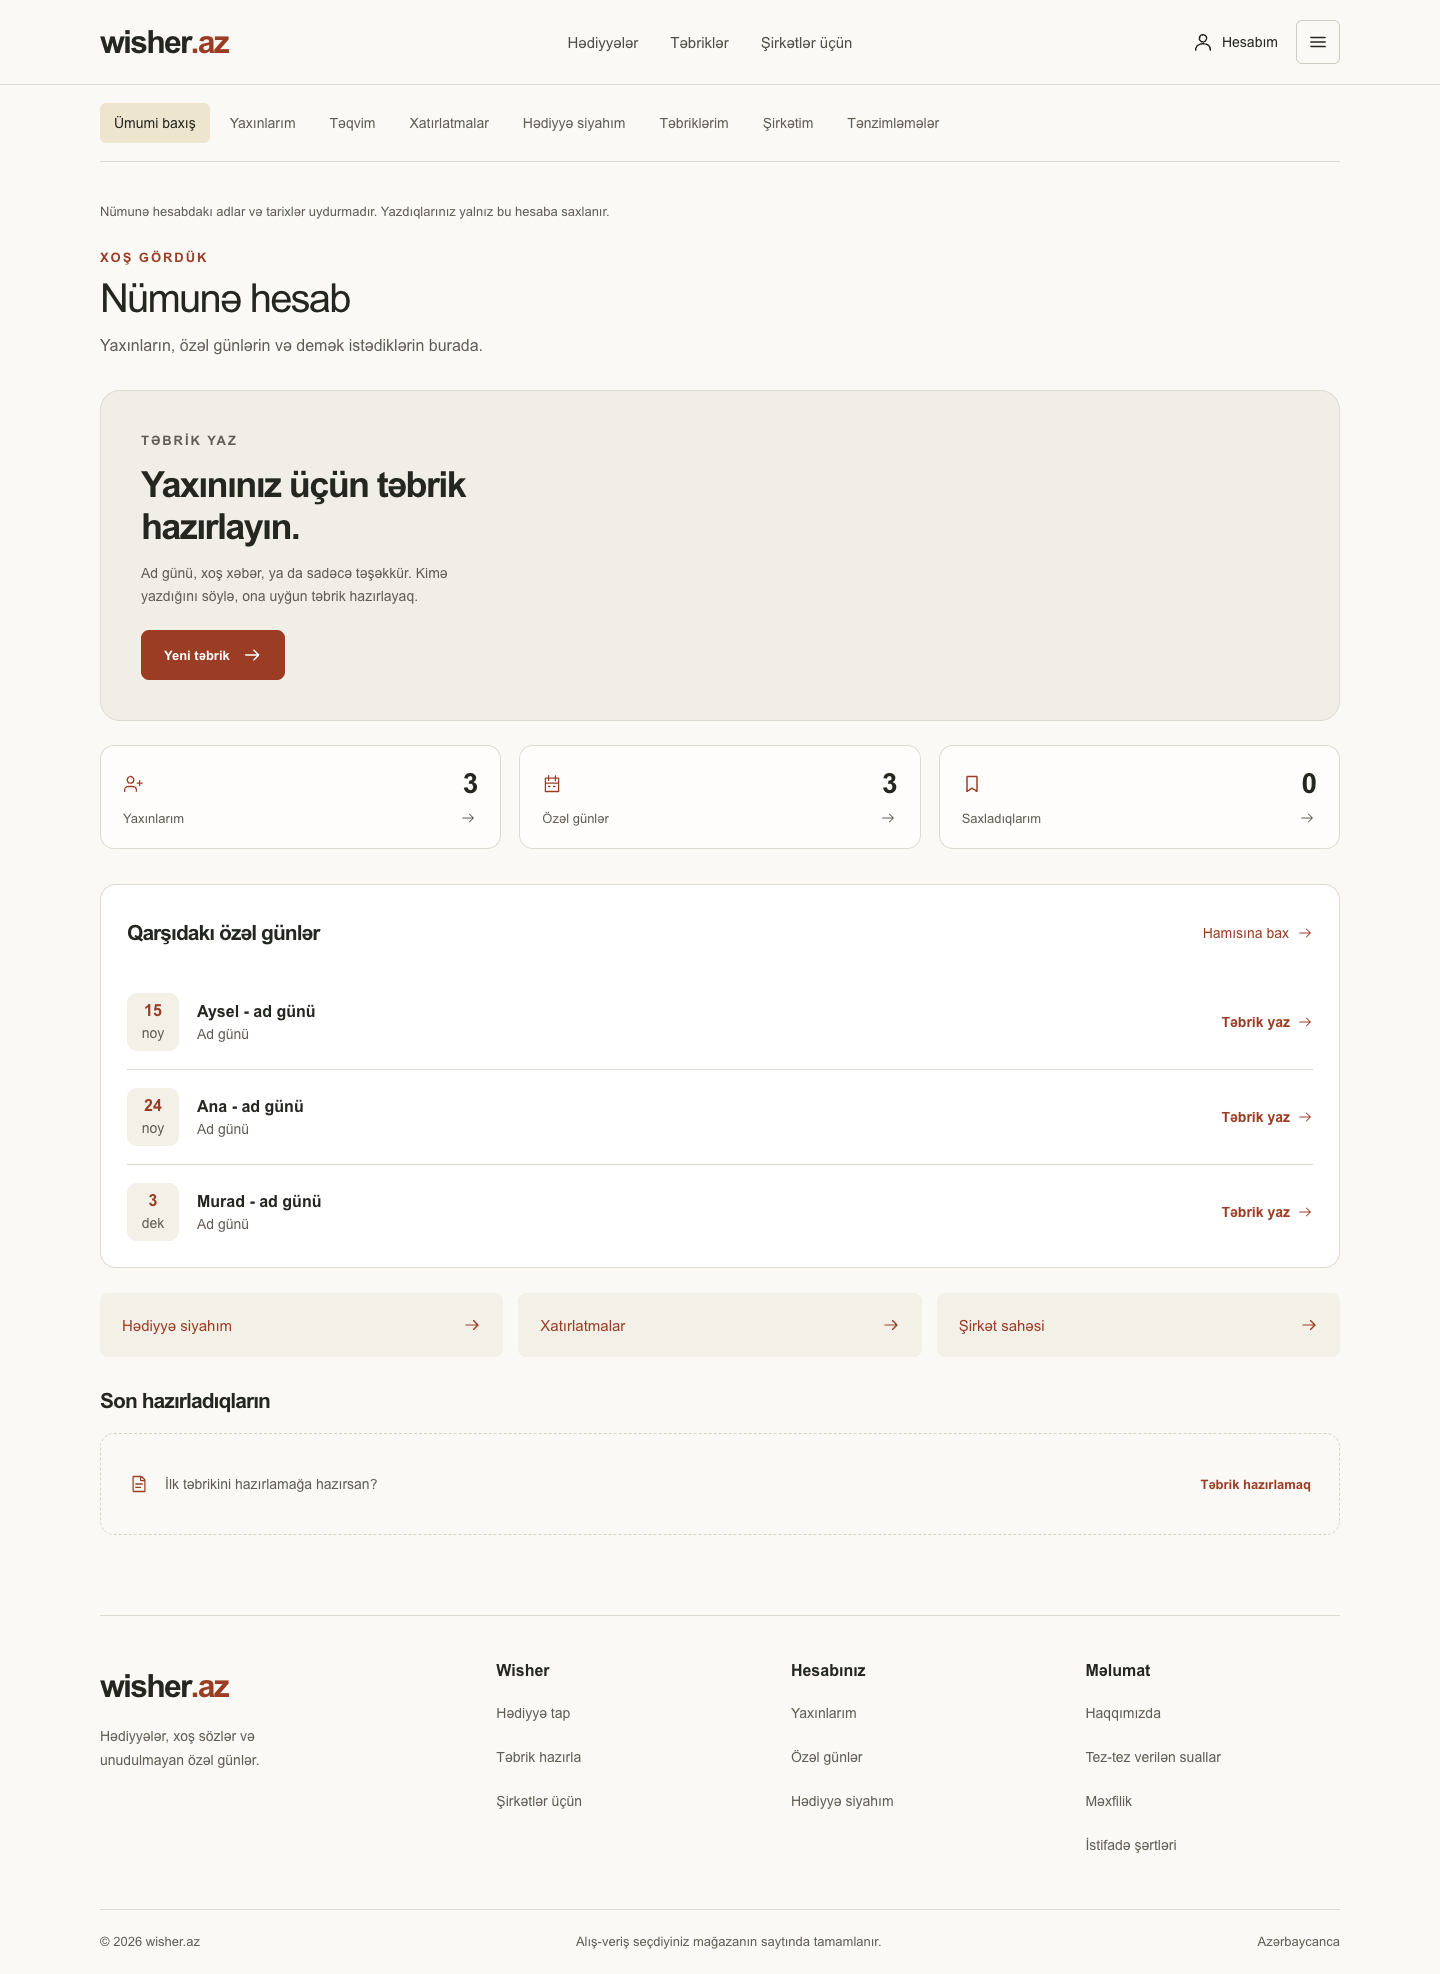 wisher.az
Hədiyyələr
Təbriklər
Şirkətlər üçün
Hesabım
Ümumi baxış
Yaxınlarım
Təqvim
Xatırlatmalar
Hədiyyə siyahım
Təbriklərim
Şirkətim
Tənzimləmələr
Nümunə hesabdakı adlar və tarixlər uydurmadır. Yazdıqlarınız yalnız bu hesaba saxlanır.
XOŞ GÖRDÜK
Nümunə hesab
Yaxınların, özəl günlərin və demək istədiklərin burada.
TƏBRİK YAZ
Yaxınınız üçün təbrik
hazırlayın.
Ad günü, xoş xəbər, ya da sadəcə təşəkkür. Kimə
yazdığını söylə, ona uyğun təbrik hazırlayaq.
Yeni təbrik
3
Yaxınlarım
3
Özəl günlər
0
Saxladıqlarım
Qarşıdakı özəl günlər
Hamısına bax
15
noy
Aysel - ad günü
Ad günü
Təbrik yaz
24
noy
Ana - ad günü
Ad günü
Təbrik yaz
3
dek
Murad - ad günü
Ad günü
Təbrik yaz
Hədiyyə siyahım
Xatırlatmalar
Şirkət sahəsi
Son hazırladıqların
İlk təbrikini hazırlamağa hazırsan?
Təbrik hazırlamaq
wisher.az
Hədiyyələr, xoş sözlər və
unudulmayan özəl günlər.
Wisher
Hədiyyə tap
Təbrik hazırla
Şirkətlər üçün
Hesabınız
Yaxınlarım
Özəl günlər
Hədiyyə siyahım
Məlumat
Haqqımızda
Tez-tez verilən suallar
Məxfilik
İstifadə şərtləri
© 2026 wisher.az
Alış-veriş seçdiyiniz mağazanın saytında tamamlanır.
Azərbaycanca